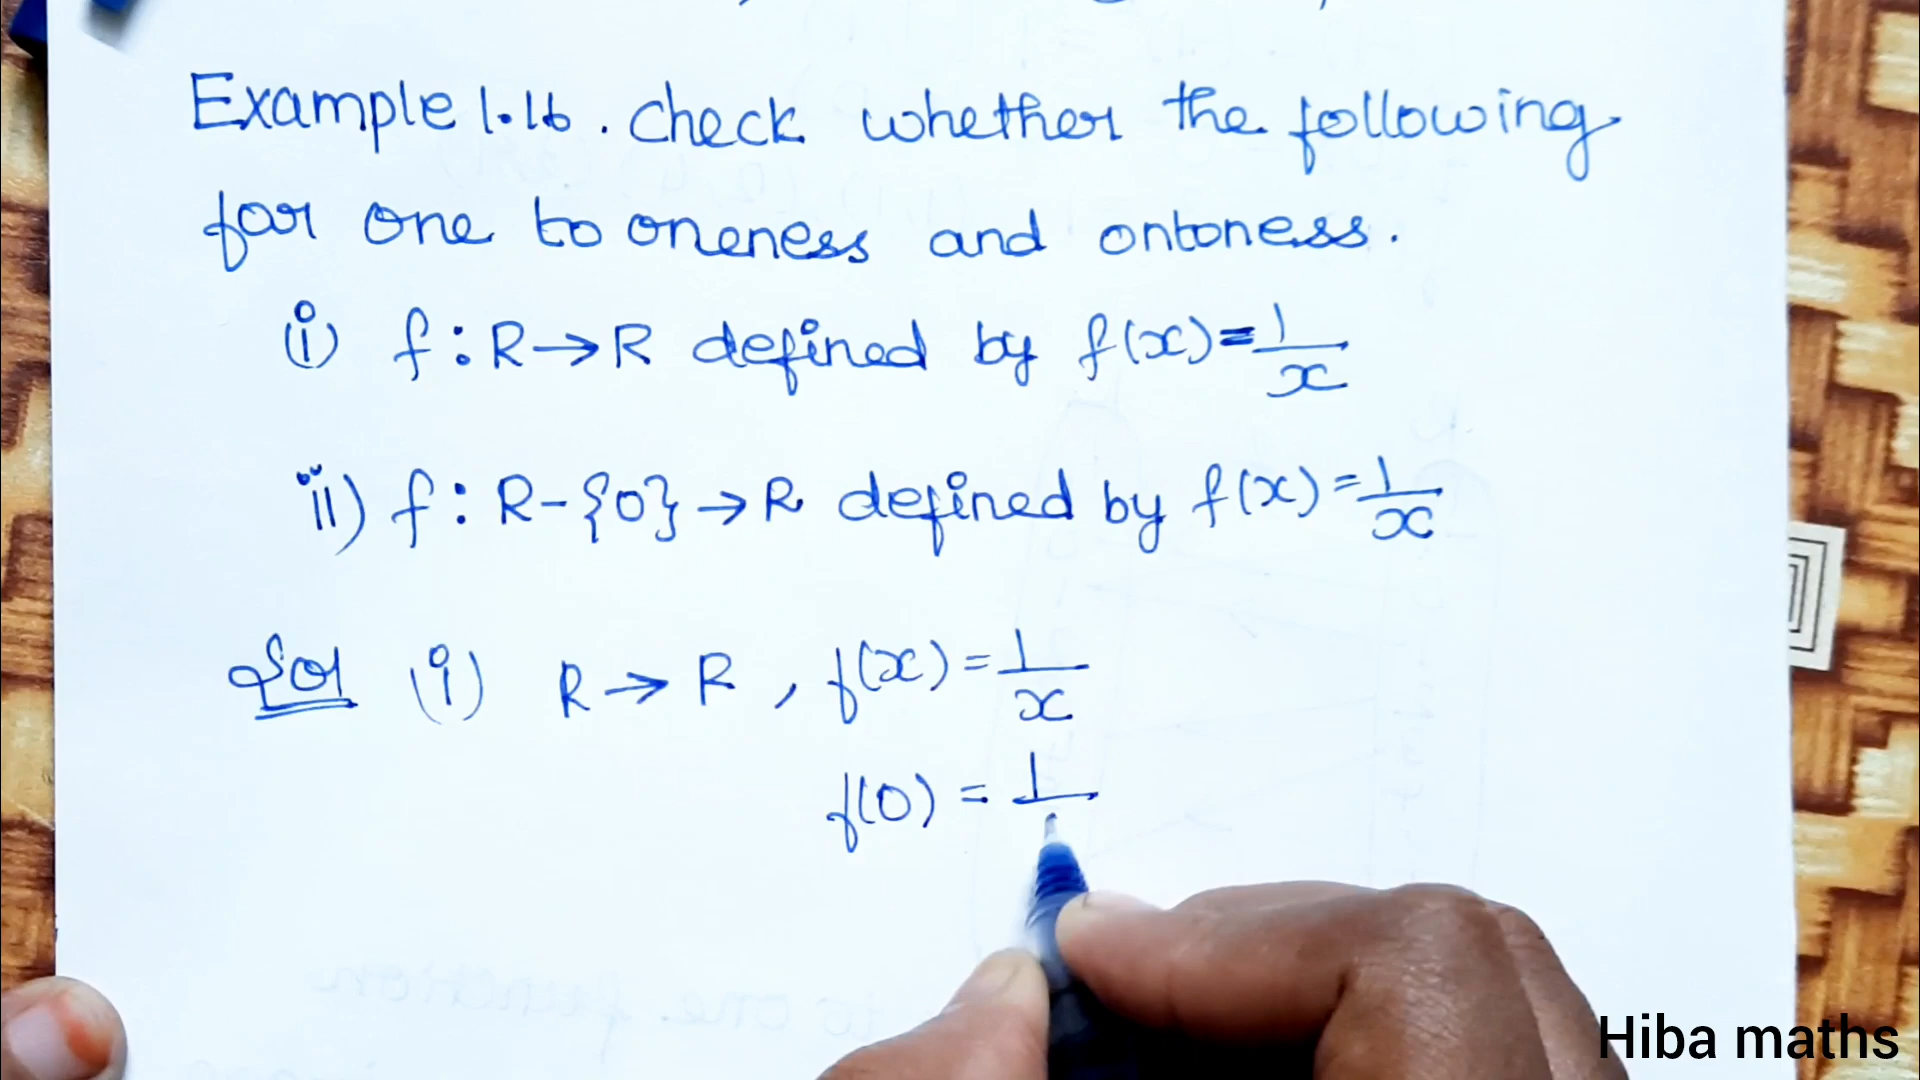 Example 1.16. Check whether the following
for one to oneness and ontoness.
(i) f : R → R defined by f(x) = 1/x
ii) f : R - {0} → R defined by f(x) = 1/x
Sol (i) R → R, f(x) = 1/x
f(0) = 1/
Hiba maths